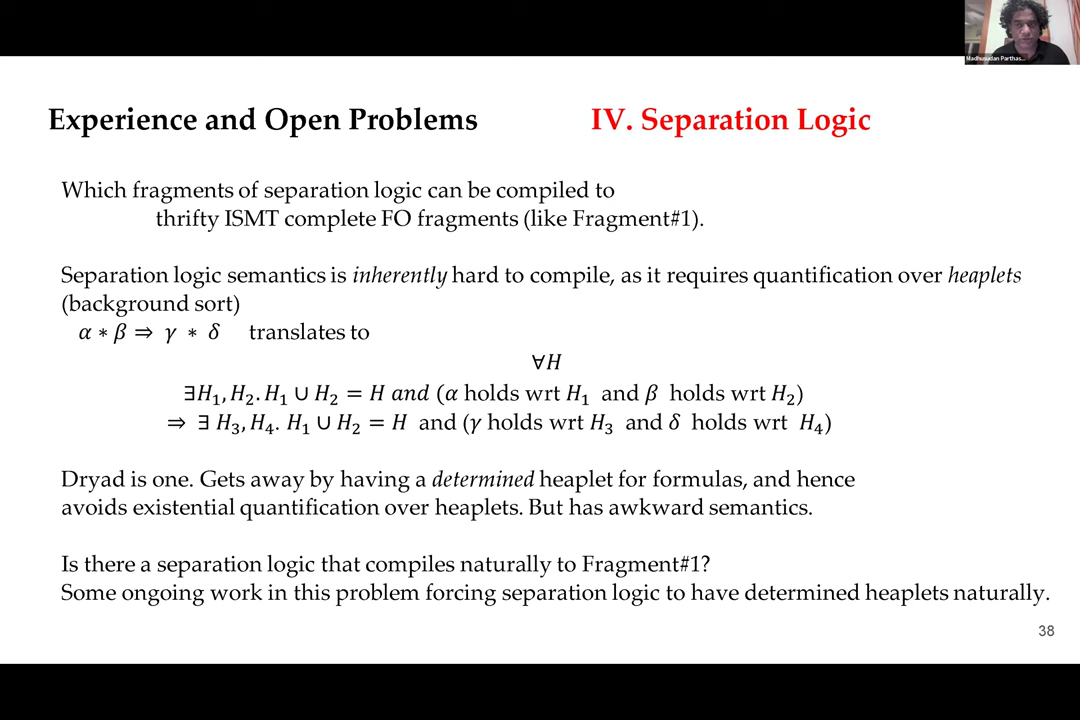 Madhusudan Parthas...
Experience and Open Problems
IV. Separation Logic
Which fragments of separation logic can be compiled to
thrifty ISMT complete FO fragments (like Fragment#1).
Separation logic semantics is inherently hard to compile, as it requires quantification over heaplets
(background sort)
𝛼 ∗ 𝛽 ⇒ 𝛾 ∗ 𝛿 translates to
∀𝐻
∃𝐻₁, 𝐻₂. 𝐻₁ ∪ 𝐻₂ = 𝐻 𝑎𝑛𝑑 (𝛼 holds wrt 𝐻₁ and 𝛽 holds wrt 𝐻₂)
⇒ ∃ 𝐻₃, 𝐻₄. 𝐻₁ ∪ 𝐻₂ = 𝐻 and (𝛾 holds wrt 𝐻₃ and 𝛿 holds wrt 𝐻₄)
Dryad is one. Gets away by having a determined heaplet for formulas, and hence
avoids existential quantification over heaplets. But has awkward semantics.
Is there a separation logic that compiles naturally to Fragment#1?
Some ongoing work in this problem forcing separation logic to have determined heaplets naturally.
38